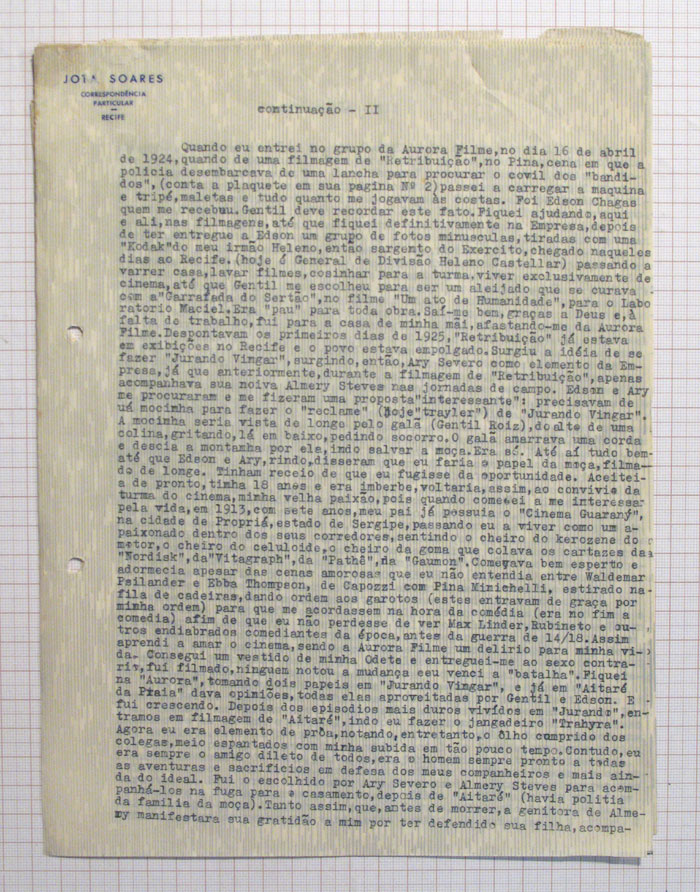 JOTA SOARES
CORRESPONDÊNCIA
PARTICULAR
RECIFE
continuação - II
Quando eu entrei no grupo da Aurora Filme,no dia 16 de abril
de 1924,quando de uma filmagem de "Retribuição",no Pina,cena em que a
policia desembarcava de uma lancha para procurar o covil dos "bandi-
dos",(conta a plaquete em sua pagina Nº 2)passei a carregar a maquina
e tripé,maletas e tudo quanto me jogavam às costas. Foi Edson Chagas
quem me recebeu.Gentil deve recordar este fato.Fiquei ajudando,aqui
e ali,nas filmagens,até que fiquei definitivamente na Empresa,depois
de ter entregue a Edson um grupo de fotos minusculas,tiradas com uma
"Kodak"do meu irmão Heleno,então sargento do Exercito,chegado naqueles
dias ao Recife.(hoje é General de Divisão Heleno Castellar) passando a
varrer casa,lavar filmes,cosinhar para a turma.viver exclusivamente de
cinema,até que Gentil me escolheu para ser um aleijado que se curava
com a"Garrafada do Sertão",no filme "Um ato de Humanidade",para o Labo
ratorio Maciel.Era "pau" para toda obra. Saí-me bem,graças a Deus e,à
falta de trabalho,fui para a casa de minha mãi,afastando-me da Aurora
Filme.Despontavam os primeiros dias de 1925,"Retribuição" já estava
em exibições no Recife e o povo estava empolgado.Surgiu a idéia de se
fazer "Jurando Vingar",surgindo,então,Ary Severo como elemento da Em-
presa,já que anteriormente,durante a filmagem de "Retribuição",apenas
acompanhava sua noiva Almery Steves nas jornadas de campo. Edson e Ary
me procuraram e me fizeram uma proposta"interessante": precisavam de
uá mocinha para fazer o "reclame" (hoje"trayler") de "Jurando Vingar".
A mocinha seria vista de longe pelo galã (Gentil Roiz),do alto de uma
colina,gritando,lá em baixo,pedindo socorro.O galã amarrava uma corda
e descia a montanha por ela,indo salvar a moça.Era só. Até aí tudo bem-
até que Edson e Ary,rindo,disseram que eu faria o papel da moça,filma-
do de longe. Tinham receio de que eu fugisse da oportunidade. Aceitei-
a de pronto,tinha 18 anos e era imberbe,voltaria,assim,ao convivio da
turma do cinema,minha velha paixão,pois quando comecei a me interessar
pela vida,em 1913,com sete anos,meu pai já possuia o "Cinema Guarany",
na cidade de Propriá,estado de Sergipe,passando eu a viver como um a-
paixonado dentro dos seus corredores,sentindo o cheiro do kerozene do
motor,o cheiro do celuloide,o cheiro da goma que colava os cartazes da
"Nordisk",da"Vitagraph",da "Pathê",da "Gaumon".Começava bem esperto e
adormecia apesar das cenas amorosas que eu não entendia entre Waldemar
Psilander e Ebba Thompson, de Capozzi com Pina Minichelli, estirado na
fila de cadeiras,dando ordem aos garotos (estes entravam de graça por
minha ordem) para que me acordassem na hora da comédia (era no fim a
comedia) afim de que eu não perdesse de ver Max Linder,Rubineto e ou-
tros endiabrados comediantes da época,antes da guerra de 14/18.Assim
aprendi a amar o cinema,sendo a Aurora Filme um delirio para minha vi-
da. Consegui um vestido de minha Odete e entreguei-me ao sexo contra-
rio,fui filmado,ninguem notou a mudança eeu venci a "batalha".Fiquei
na "Aurora",tomando dois papeis em "Jurando Vingar", e já em "Aitaré
da Praia" dava opiniões,todas elas aproveitadas por Gentil e Edson. E
fui crescendo. Depois dos episodios mais duros vividos em "Jurando",en-
tramos em filmagem de "Aitaré",indo eu fazer o jangadeiro "Trahyra".
Agora eu era elemento de prôa,notando,entretanto,o ôlho cumprido dos
colegas,meio espantados com minha subida em tão pouco tempo.Contudo,eu
era sempre o amigo dileto de todos,era o homem sempre pronto a todas
as aventuras e sacrificios em defesa dos meus companheiros e mais ain-
da do ideal. Fui o escolhido por Ary Severo e Almery Steves para acom-
panhá-los na fuga para o casamento,depois de "Aitaré" (havia politia
da familia da moça).Tanto assim,que,antes de morrer,a genitora de Alme-
ry manifestara sua gratidão a mim por ter defendido sua filha,acompa-